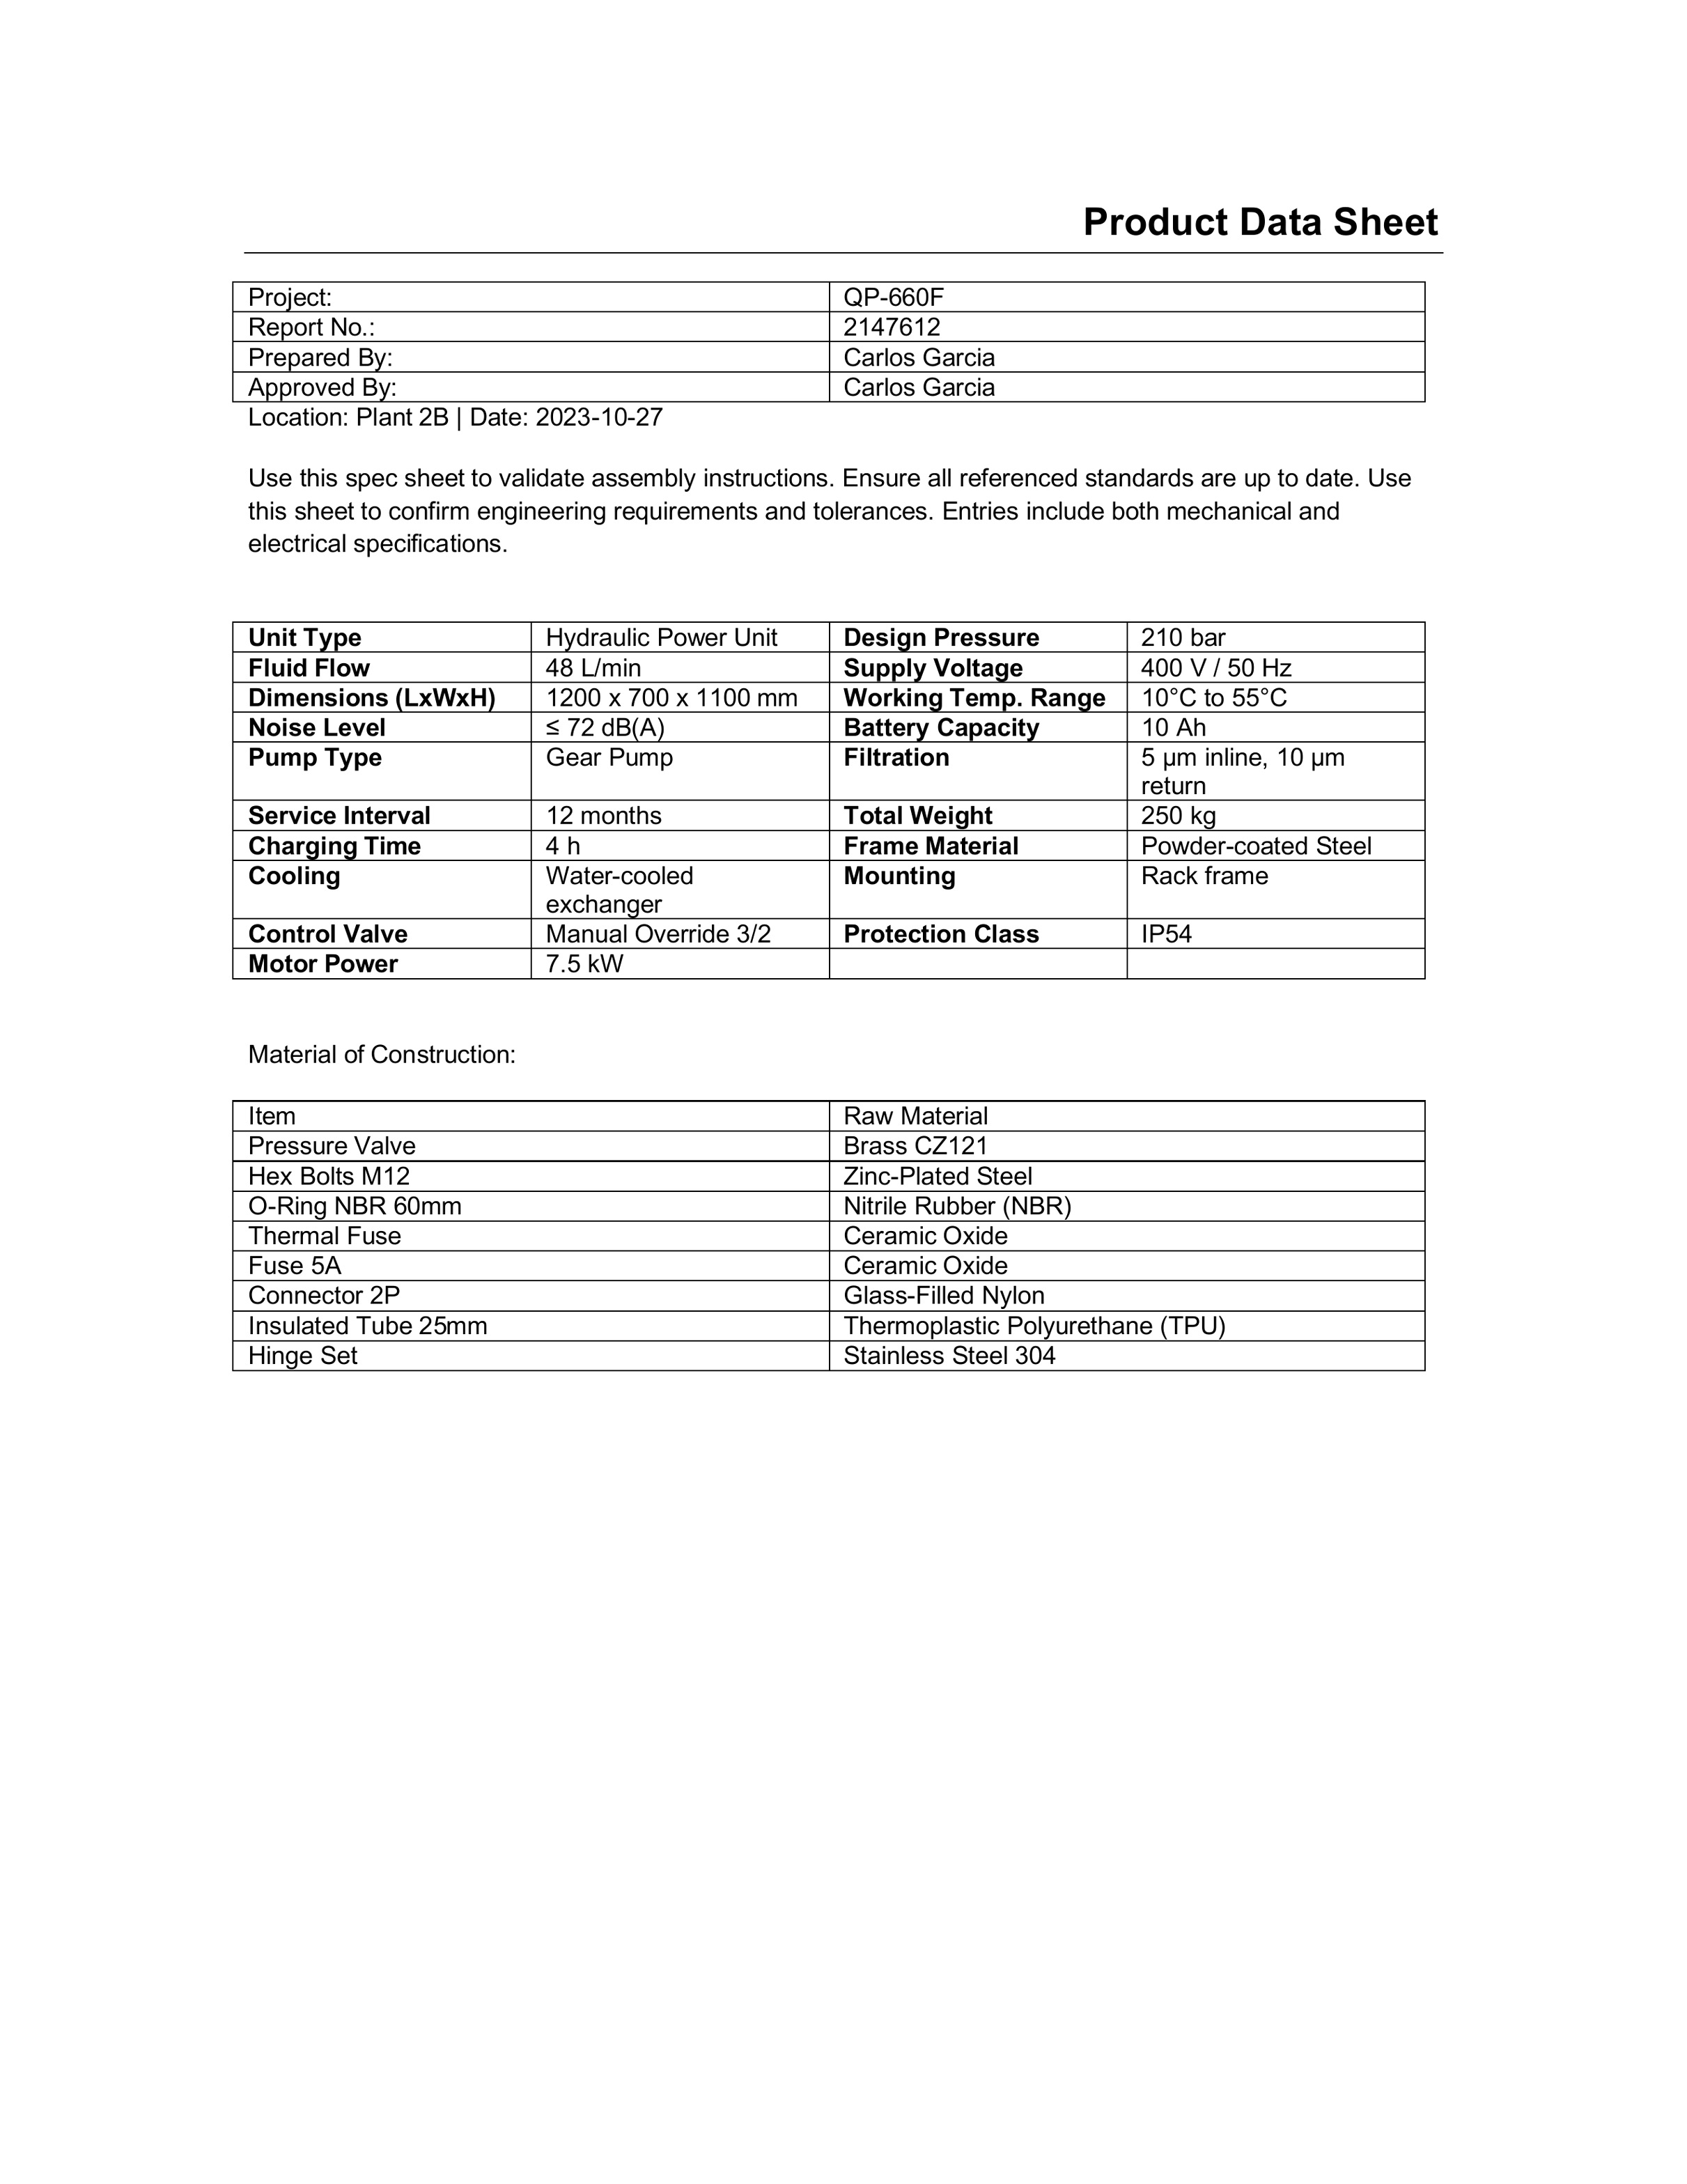 Product Data Sheet
Project: QP-660F
Report No.: 2147612
Prepared By: Carlos Garcia
Approved By: Carlos Garcia
Location: Plant 2B | Date: 2023-10-27
Use this spec sheet to validate assembly instructions. Ensure all referenced standards are up to date. Use
this sheet to confirm engineering requirements and tolerances. Entries include both mechanical and
electrical specifications.
Unit Type Hydraulic Power Unit Design Pressure 210 bar
Fluid Flow 48 L/min Supply Voltage 400 V / 50 Hz
Dimensions (LxWxH) 1200 x 700 x 1100 mm Working Temp. Range 10°C to 55°C
Noise Level ≤ 72 dB(A) Battery Capacity 10 Ah
Pump Type Gear Pump Filtration 5 µm inline, 10 µm
return
Service Interval 12 months Total Weight 250 kg
Charging Time 4 h Frame Material Powder-coated Steel
Cooling Water-cooled Mounting Rack frame
exchanger
Control Valve Manual Override 3/2 Protection Class IP54
Motor Power 7.5 kW
Material of Construction:
Item Raw Material
Pressure Valve Brass CZ121
Hex Bolts M12 Zinc-Plated Steel
O-Ring NBR 60mm Nitrile Rubber (NBR)
Thermal Fuse Ceramic Oxide
Fuse 5A Ceramic Oxide
Connector 2P Glass-Filled Nylon
Insulated Tube 25mm Thermoplastic Polyurethane (TPU)
Hinge Set Stainless Steel 304